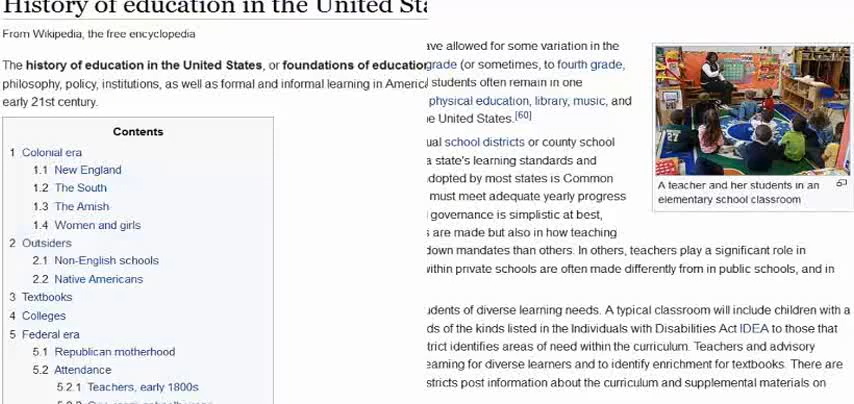 History of education in the United Sta
From Wikipedia, the free encyclopedia
The history of education in the United States, or foundations of education
philosophy, policy, institutions, as well as formal and informal learning in America
early 21st century.
Contents
1 Colonial era
1.1 New England
1.2 The South
1.3 The Amish
1.4 Women and girls
2 Outsiders
2.1 Non-English schools
2.2 Native Americans
3 Textbooks
4 Colleges
5 Federal era
5.1 Republican motherhood
5.2 Attendance
5.2.1 Teachers, early 1800s
ave allowed for some variation in the
grade (or sometimes, to fourth grade,
students often remain in one
physical education, library, music, and
e United States.[60]
ual school districts or county school
a state's learning standards and
dopted by most states is Common
must meet adequate yearly progress
governance is simplistic at best,
s are made but also in how teaching
down mandates than others. In others, teachers play a significant role in
within private schools are often made differently from in public schools, and in
udents of diverse learning needs. A typical classroom will include children with a
ds of the kinds listed in the Individuals with Disabilities Act IDEA to those that
trict identifies areas of need within the curriculum. Teachers and advisory
earning for diverse learners and to identify enrichment for textbooks. There are
stricts post information about the curriculum and supplemental materials on
A teacher and her students in an
elementary school classroom